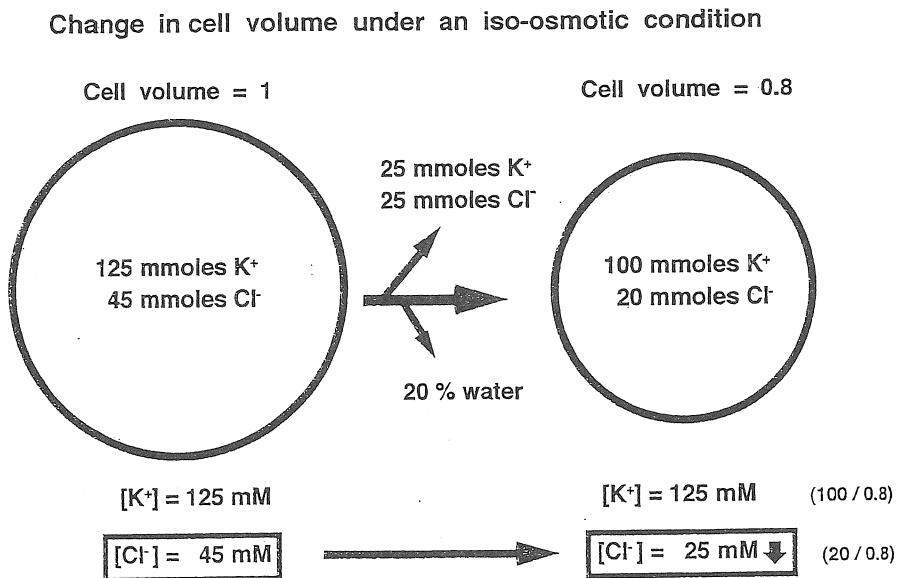 Change in cell volume under an iso-osmotic condition
Cell volume = 1
Cell volume = 0.8
25 mmoles K⁺
25 mmoles Cl⁻
125 mmoles K⁺
45 mmoles Cl⁻
100 mmoles K⁺
20 mmoles Cl⁻
20 % water
[K⁺] = 125 mM
[K⁺] = 125 mM (100 / 0.8)
[Cl⁻] = 45 mM
[Cl⁻] = 25 mM (20 / 0.8)